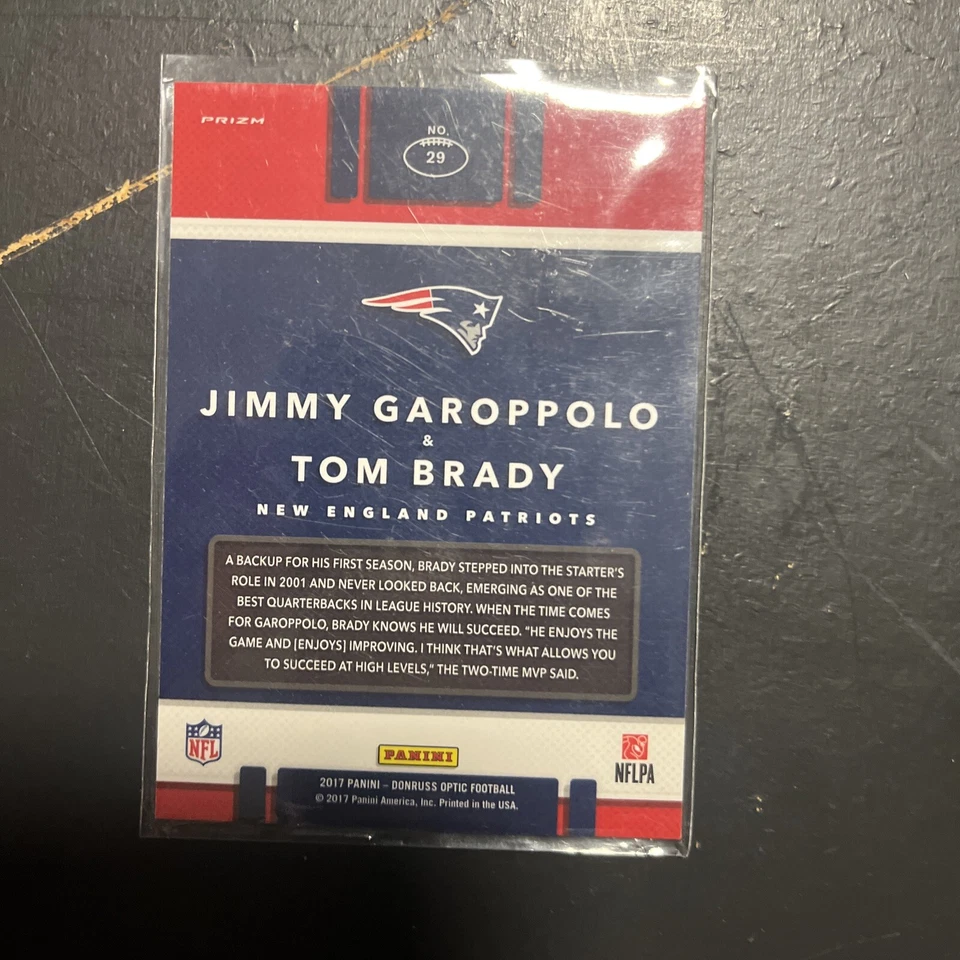 PRIZM
NO.
29
JIMMY GAROPPOLO
&
TOM BRADY
NEW ENGLAND PATRIOTS
A BACKUP FOR HIS FIRST SEASON, BRADY STEPPED INTO THE STARTER'S
ROLE IN 2001 AND NEVER LOOKED BACK, EMERGING AS ONE OF THE
BEST QUARTERBACKS IN LEAGUE HISTORY. WHEN THE TIME COMES
FOR GAROPPOLO, BRADY KNOWS HE WILL SUCCEED. "HE ENJOYS THE
GAME AND [ENJOYS] IMPROVING. I THINK THAT'S WHAT ALLOWS YOU
TO SUCCEED AT HIGH LEVELS," THE TWO-TIME MVP SAID.
NFL
PANINI
NFLPA
2017 PANINI – DONRUSS OPTIC FOOTBALL
© 2017 Panini America, Inc. Printed in the USA.